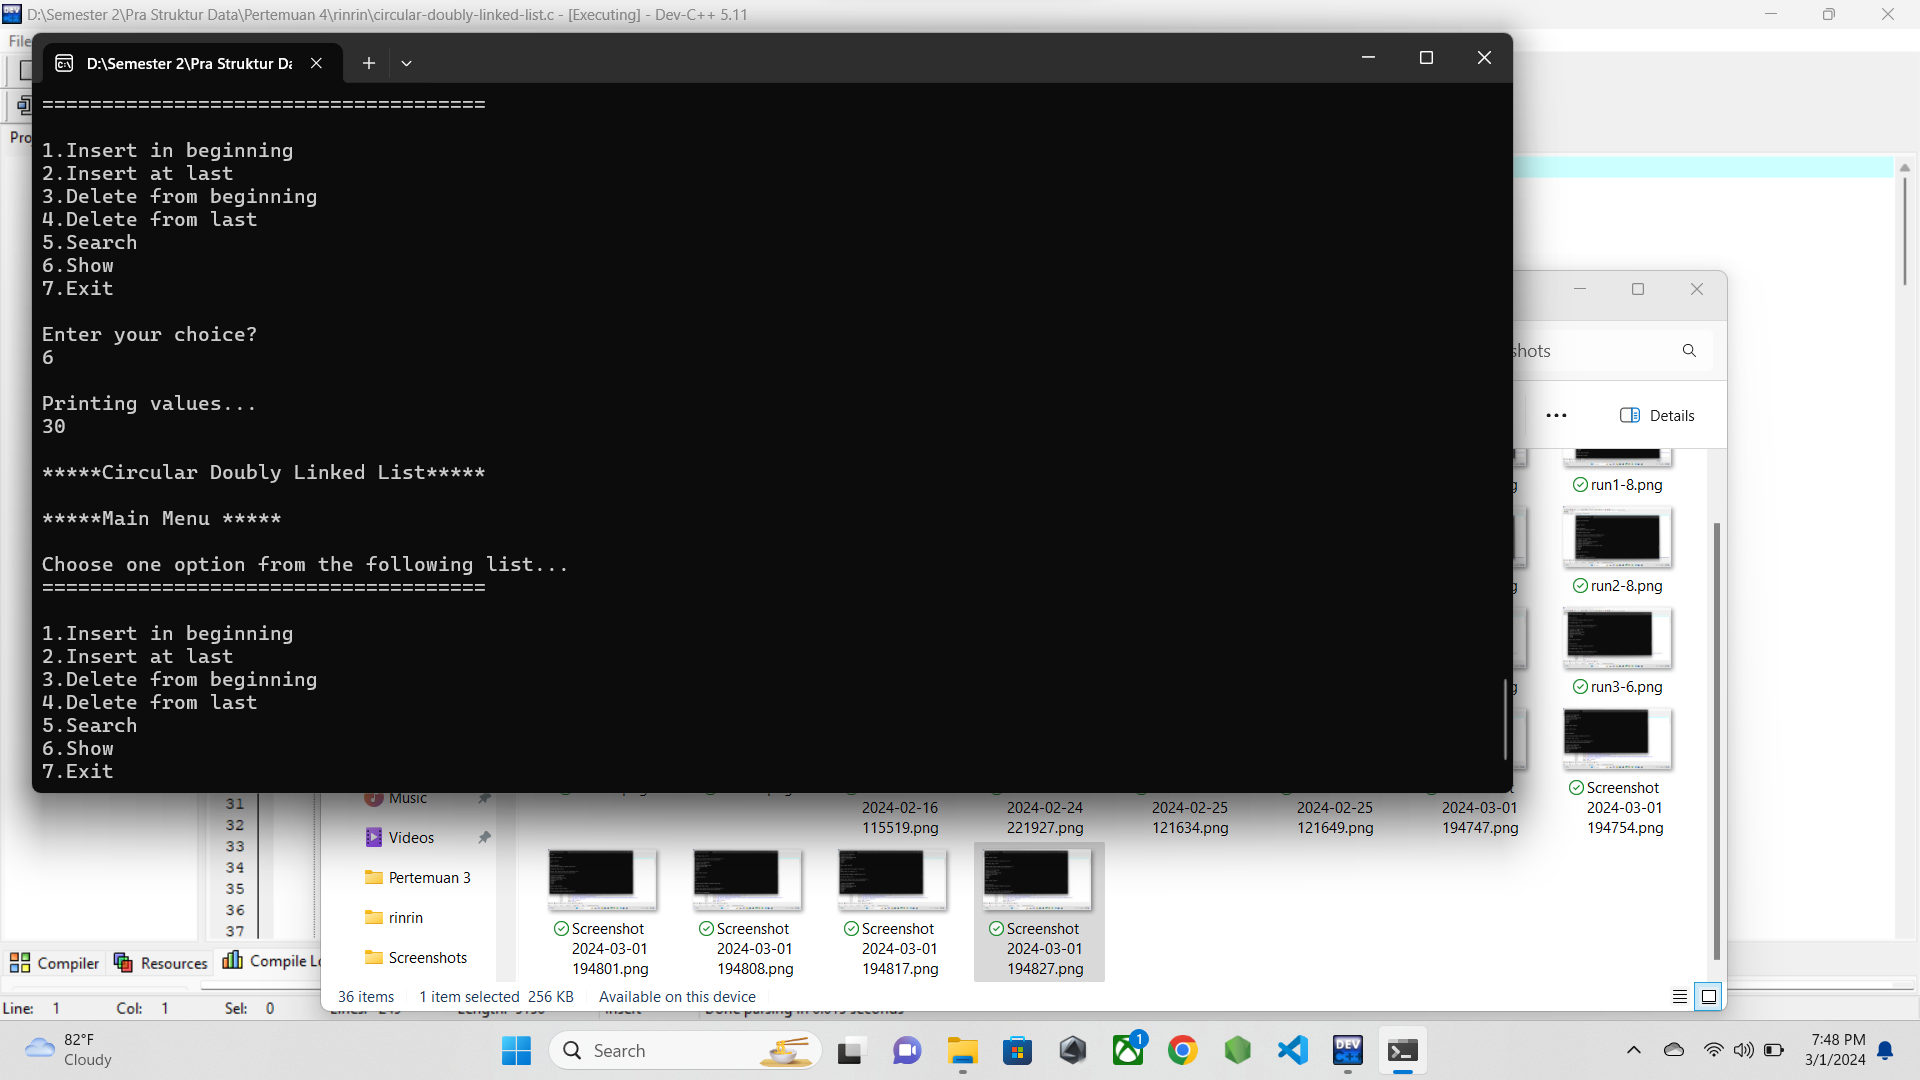 D:\Semester 2\Pra Struktur Data\Pertemuan 4\rinrin\circular-doubly-linked-list.c - [Executing] - Dev-C++ 5.11
File
D:\Semester 2\Pra Struktur Da
=====================================
1.Insert in beginning
2.Insert at last
3.Delete from beginning
4.Delete from last
5.Search
6.Show
7.Exit
Enter your choice?
6
Printing values...
30
*****Circular Doubly Linked List*****
*****Main Menu *****
Choose one option from the following list...
=====================================
1.Insert in beginning
2.Insert at last
3.Delete from beginning
4.Delete from last
5.Search
6.Show
7.Exit
Details
run1-8.png
run2-8.png
run3-6.png
Screenshot
2024-03-01
194754.png
2024-02-16
115519.png
2024-02-24
221927.png
2024-02-25
121634.png
2024-02-25
121649.png
2024-03-01
194747.png
Music
Videos
Pertemuan 3
rinrin
Screenshots
Screenshot
2024-03-01
194801.png
Screenshot
2024-03-01
194808.png
Screenshot
2024-03-01
194817.png
Screenshot
2024-03-01
194827.png
36 items 1 item selected 256 KB Available on this device
31
32
33
34
35
36
37
Compiler Resources Compile
Line: 1 Col: 1 Sel: 0
82°F
Cloudy
Search
DEV
C++
1
7:48 PM
3/1/2024